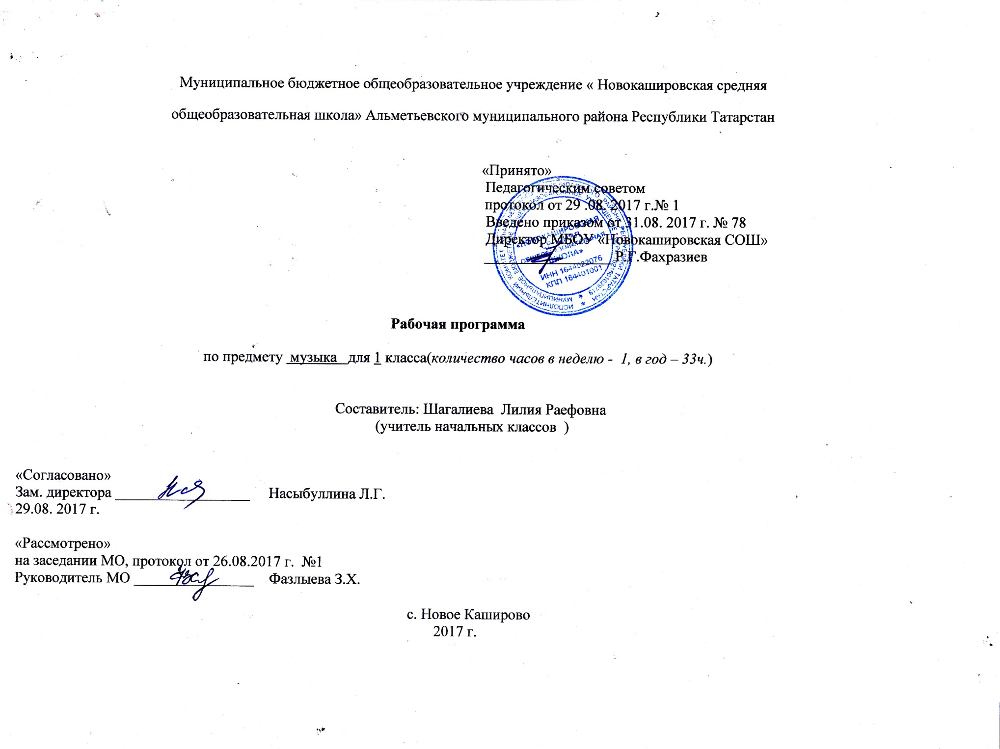 Муниципальное бюджетное общеобразовательное учреждение « Новокашировская средняя
общеобразовательная школа» Альметьевского муниципального района Республики Татарстан
«Принято»
Педагогическим советом
протокол от 29 .08. 2017 г.№ 1
Введено приказом от 31.08. 2017 г. № 78
Директор МБОУ «Новокашировская СОШ»
Р.Г.Фахразиев
ИНН 1644022076
КПП 164401001
Рабочая программа
по предмету музыка для 1 класса(количество часов в неделю - 1, в год – 33ч.)
Составитель: Шагалиева Лилия Раефовна
(учитель начальных классов )
«Согласовано»
Зам. директора ____________________ Насыбуллина Л.Г.
29.08. 2017 г.
«Рассмотрено»
на заседании МО, протокол от 26.08.2017 г. №1
Руководитель МО __________________ Фазлыева З.Х.
с. Новое Каширово
2017 г.